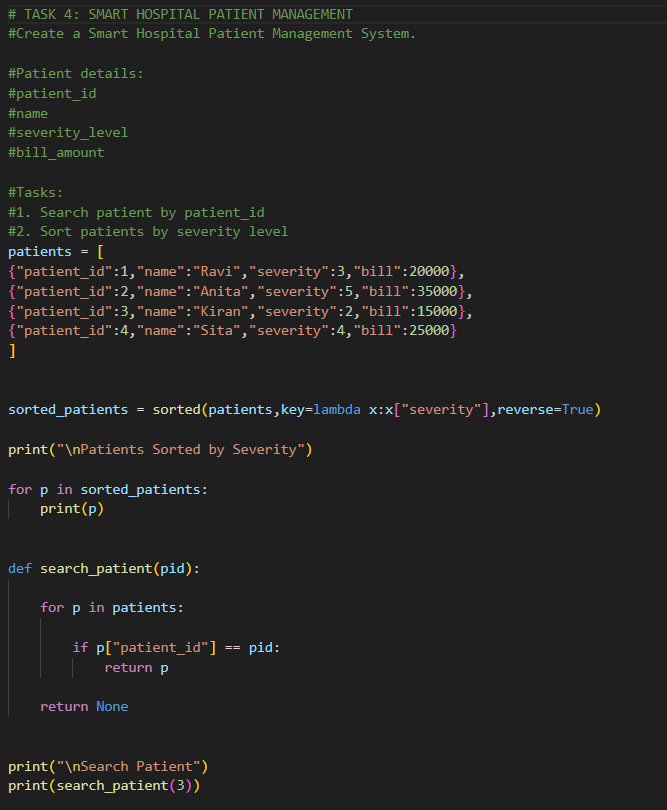 # TASK 4: SMART HOSPITAL PATIENT MANAGEMENT
#Create a Smart Hospital Patient Management System.
#Patient details:
#patient_id
#name
#severity_level
#bill_amount
#Tasks:
#1. Search patient by patient_id
#2. Sort patients by severity level
patients = [
{"patient_id":1,"name":"Ravi","severity":3,"bill":20000},
{"patient_id":2,"name":"Anita","severity":5,"bill":35000},
{"patient_id":3,"name":"Kiran","severity":2,"bill":15000},
{"patient_id":4,"name":"Sita","severity":4,"bill":25000}
]
sorted_patients = sorted(patients,key=lambda x:x["severity"],reverse=True)
print("\nPatients Sorted by Severity")
for p in sorted_patients:
    print(p)
def search_patient(pid):
    for p in patients:
        if p["patient_id"] == pid:
            return p
    return None
print("\nSearch Patient")
print(search_patient(3))